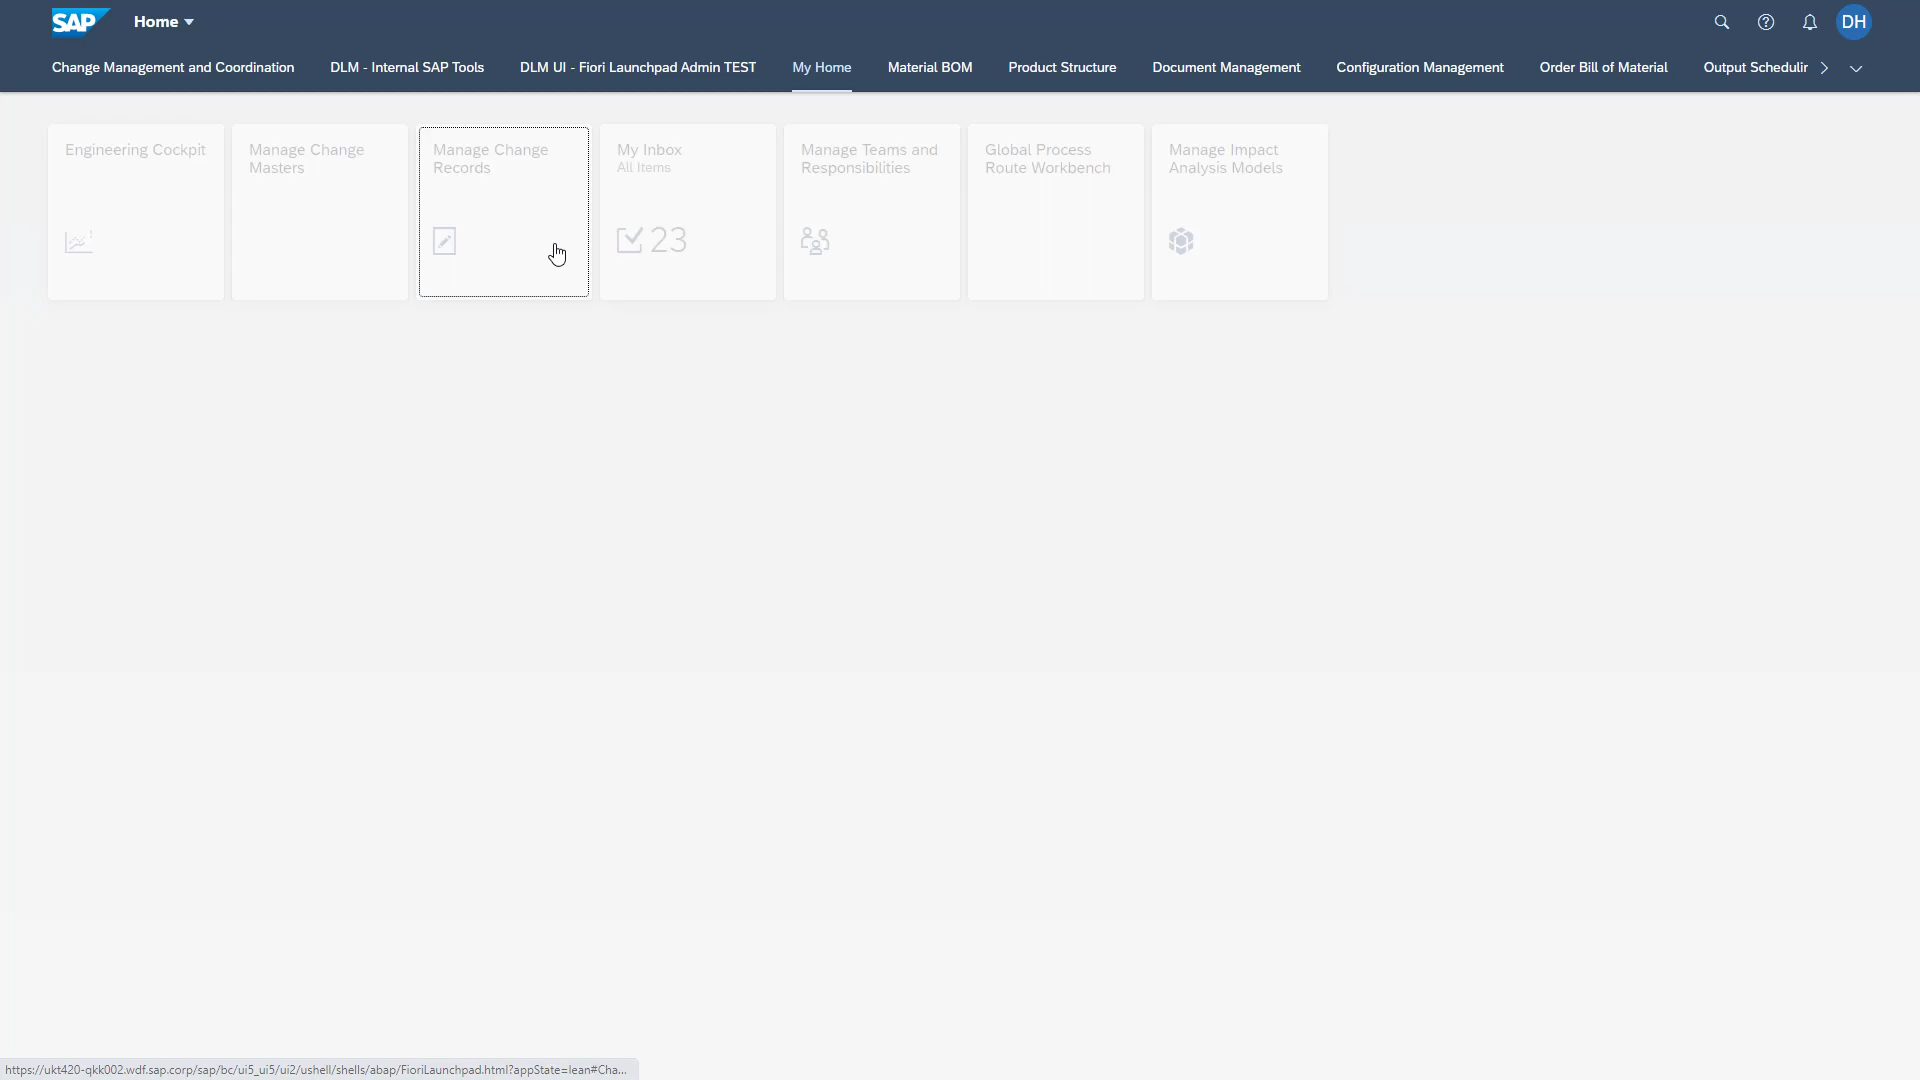 SAP
Home
DH
Change Management and Coordination
DLM - Internal SAP Tools
DLM UI - Fiori Launchpad Admin TEST
My Home
Material BOM
Product Structure
Document Management
Configuration Management
Order Bill of Material
Output Schedulir
Engineering Cockpit
Manage Change
Masters
Manage Change
Records
My Inbox
All Items
23
Manage Teams and
Responsibilities
Global Process
Route Workbench
Manage Impact
Analysis Models
https://ukt420-qkk002.wdf.sap.corp/sap/bc/ui5_ui5/ui2/ushell/shells/abap/FioriLaunchpad.html?appState=lean#Cha...